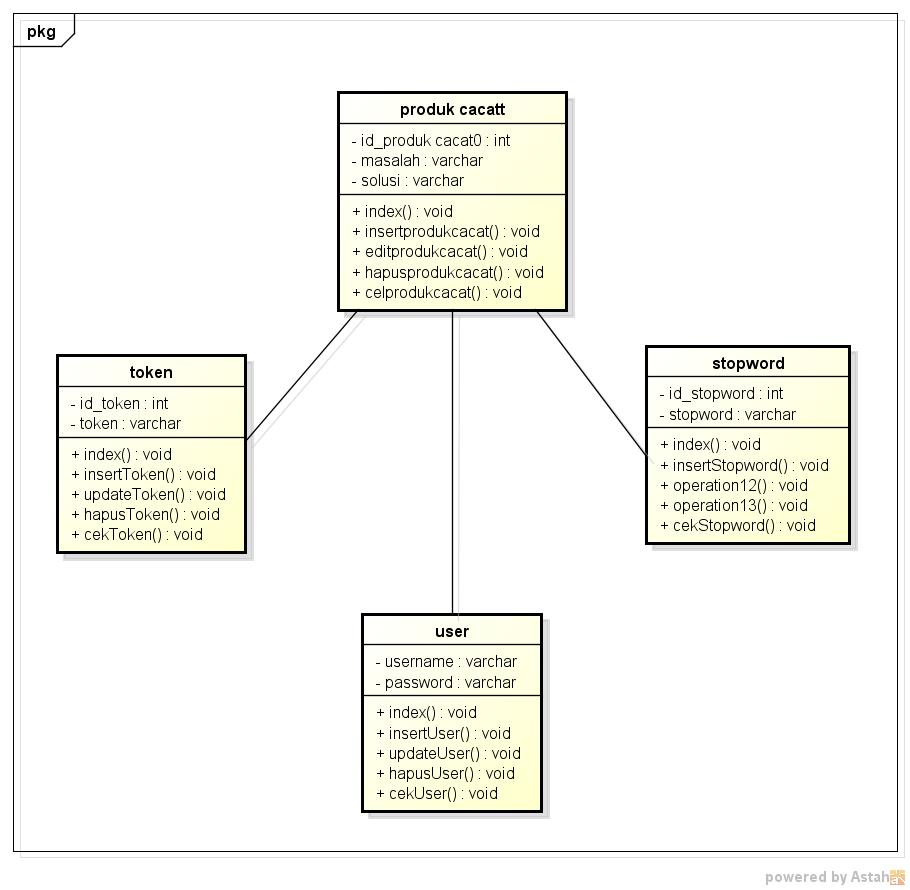 pkg
produk cacatt
- id_produk cacat0 : int
- masalah : varchar
- solusi : varchar
+ index() : void
+ insertprodukcacat() : void
+ editprodukcacat() : void
+ hapusprodukcacat() : void
+ celprodukcacat() : void
token
- id_token : int
- token : varchar
+ index() : void
+ insertToken() : void
+ updateToken() : void
+ hapusToken() : void
+ cekToken() : void
stopword
- id_stopword : int
- stopword : varchar
+ index() : void
+ insertStopword() : void
+ operation12() : void
+ operation13() : void
+ cekStopword() : void
user
- username : varchar
- password : varchar
+ index() : void
+ insertUser() : void
+ updateUser() : void
+ hapusUser() : void
+ cekUser() : void
powered by Astah